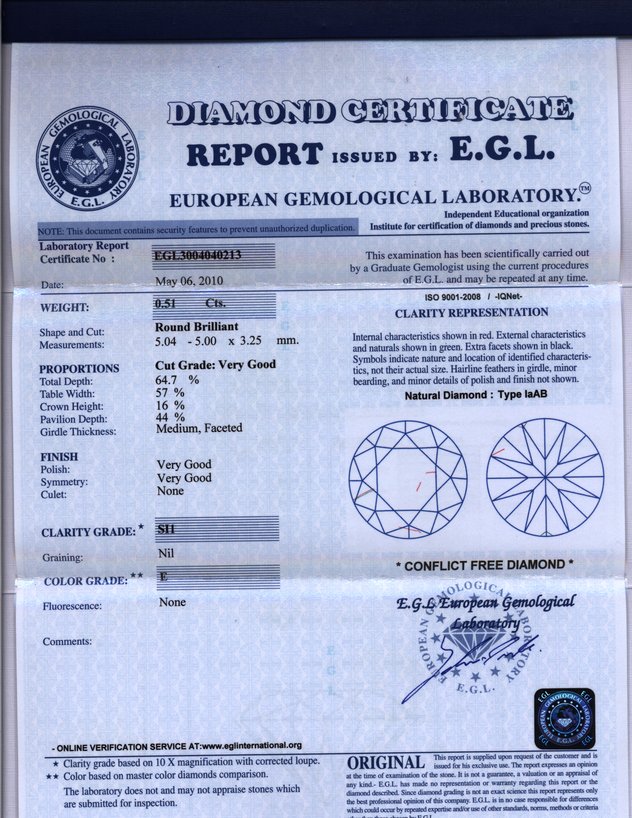 DIAMOND CERTIFICATE
REPORT ISSUED BY: E.G.L.
EUROPEAN GEMOLOGICAL LABORATORY.™
EUROPEAN GEMOLOGICAL LABORATORY
E.G.L.
Independent Educational organization
Institute for certification of diamonds and precious stones.
NOTE: This document contains security features to prevent unauthorized duplication.
Laboratory Report
Certificate No : EGL3004040213
Date: May 06, 2010
WEIGHT: 0.51 Cts.
Shape and Cut: Round Brilliant
Measurements: 5.04 - 5.00 x 3.25 mm.
PROPORTIONS Cut Grade: Very Good
Total Depth: 64.7 %
Table Width: 57 %
Crown Height: 16 %
Pavilion Depth: 44 %
Girdle Thickness: Medium, Faceted
FINISH
Polish: Very Good
Symmetry: Very Good
Culet: None
CLARITY GRADE:* SI1
Graining: Nil
COLOR GRADE:** E
Fluorescence: None
Comments:
This examination has been scientifically carried out
by a Graduate Gemologist using the current procedures
of E.G.L. and may be repeated at any time.
ISO 9001-2008 / -IQNet-
CLARITY REPRESENTATION
Internal characteristics shown in red. External characteristics
and naturals shown in green. Extra facets shown in black.
Symbols indicate nature and location of identified characteris-
tics, not their actual size. Hairline feathers in girdle, minor
bearding, and minor details of polish and finish not shown.
Natural Diamond : Type IaAB
* CONFLICT FREE DIAMOND *
E.G.L European Gemological
Laboratory
EUROPEAN GEMOLOGICAL LABORATORY
E.G.L.
EGL EGL
EUROPEAN GEMOLOGICAL LABORATORY
EGL EGL
- ONLINE VERIFICATION SERVICE AT:www.eglinternational.org
* Clarity grade based on 10 X magnification with corrected loupe.
** Color based on master color diamonds comparison.
The laboratory does not and may not appraise stones which
are submitted for inspection.
ORIGINAL This report is supplied upon request of the customer and is
issued for his exclusive use. The report expresses an opinion
at the time of examination of the stone. It is not a guarantee, a valuation or an appraisal of
any kind.- E.G.L. has made no representation or warranty regarding this report or the
diamond described. Since diamond grading is not an exact science this report represents only
the best professional opinion of this company. E.G.L. is in no case responsible for differences
which could occur by repeated expertise and/or use of other standards, norms, methods or criteria